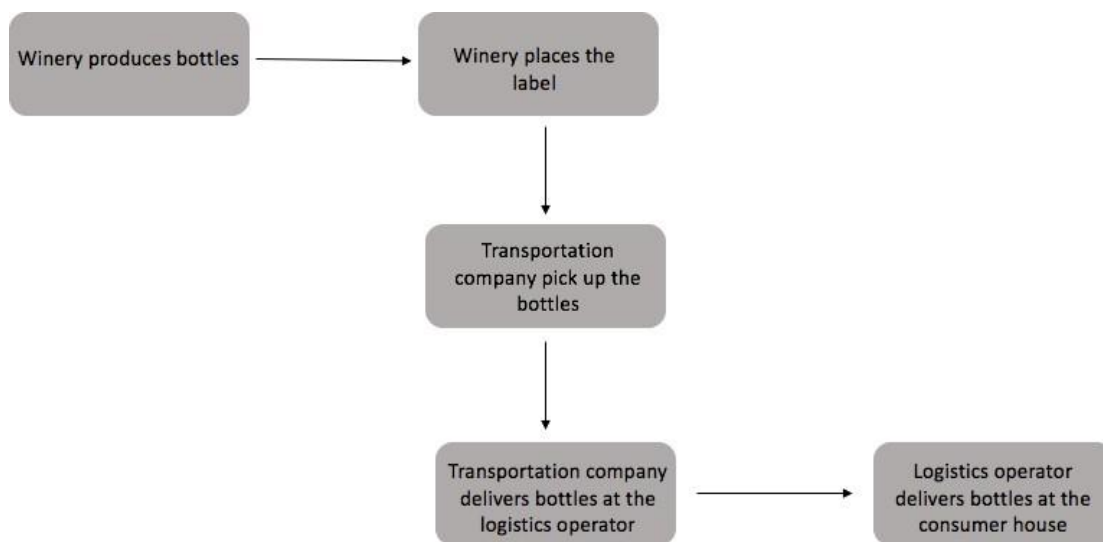 Winery produces bottles
Winery places the
label
Transportation
company pick up the
bottles
Transportation company
delivers bottles at the
logistics operator
Logistics operator
delivers bottles at the
consumer house